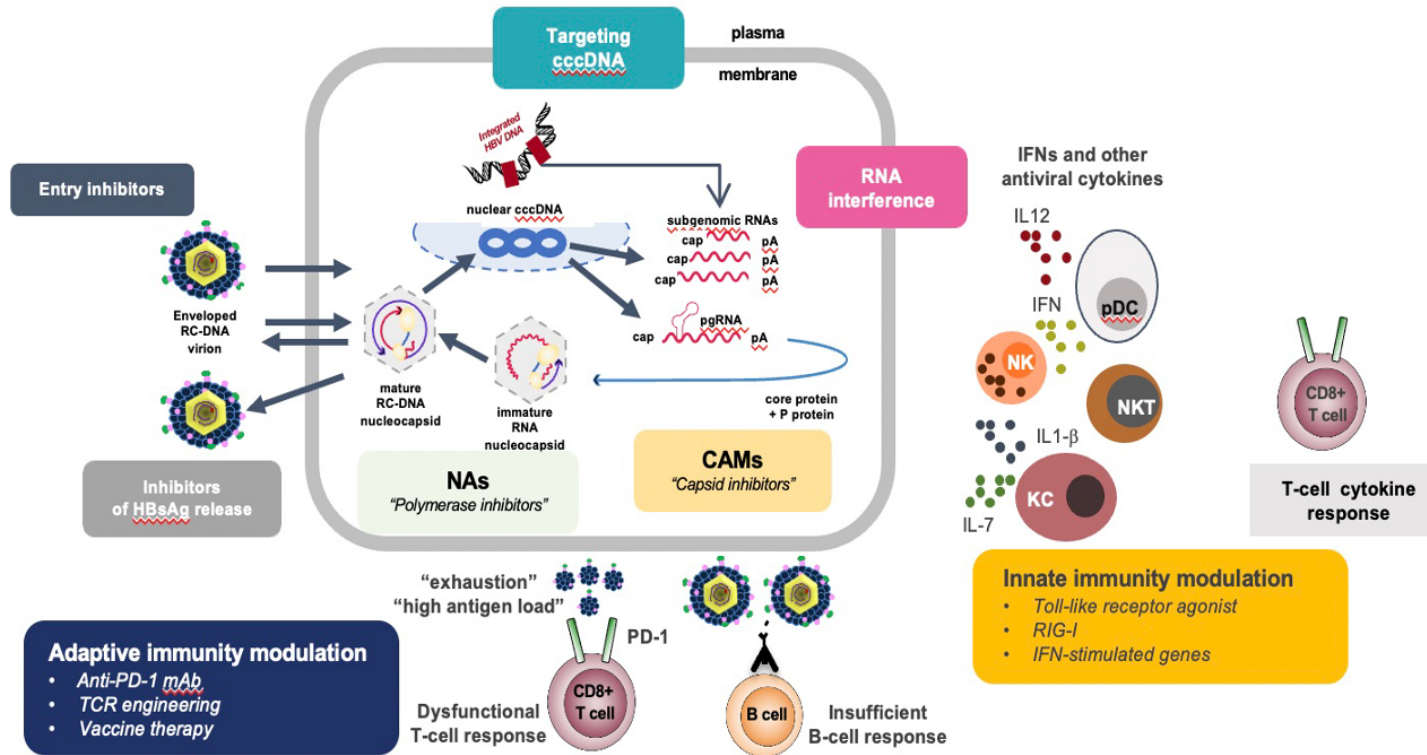 Targeting
cccDNA
plasma
membrane
Integrated
HBV DNA
Entry inhibitors
RNA
interference
IFNs and other
antiviral cytokines
nuclear cccDNA
subgenomic RNAs
cap
pA
cap
pA
cap
pA
IL12
IFN
pDC
Enveloped
RC-DNA
virion
pgRNA
cap
pA
NK
NKT
CD8+
T cell
mature
RC-DNA
nucleocapsid
immature
RNA
nucleocapsid
core protein
+ P protein
IL1-β
KC
IL-7
Inhibitors
of HBsAg release
NAs
"Polymerase inhibitors"
CAMs
"Capsid inhibitors"
T-cell cytokine
response
"exhaustion"
"high antigen load"
PD-1
Innate immunity modulation
• Toll-like receptor agonist
• RIG-I
• IFN-stimulated genes
Adaptive immunity modulation
• Anti-PD-1 mAb
• TCR engineering
• Vaccine therapy
Dysfunctional
T-cell response
CD8+
T cell
B cell
Insufficient
B-cell response